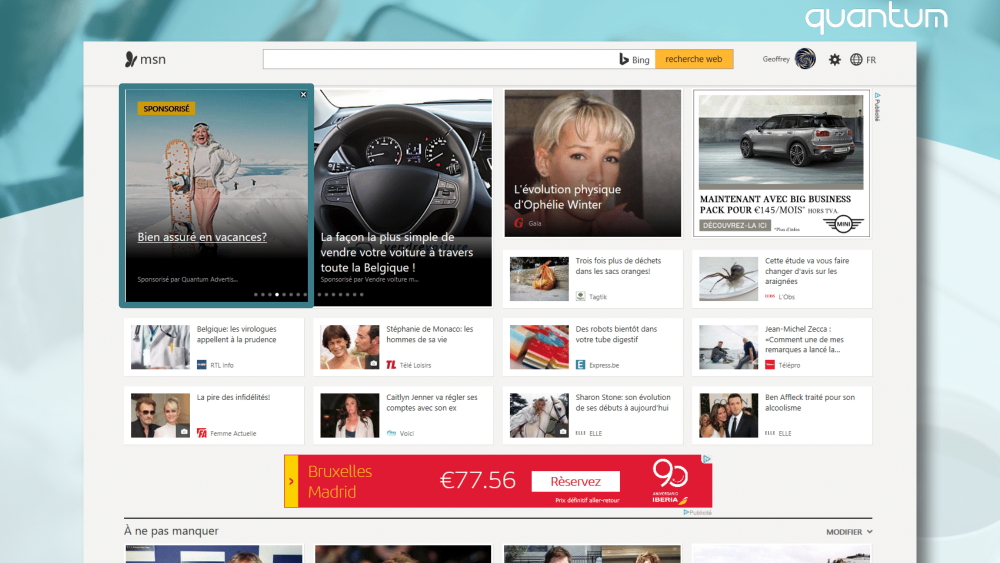 quantum
msn
Bing
recherche web
Geoffrey
FR
SPONSORISÉ
Bien assuré en vacances?
Sponsorisé par Quantum Advertis...
La façon la plus simple de
vendre votre voiture à travers
toute la Belgique !
Sponsorisé par Vendre voiture m...
L'évolution physique
d'Ophélie Winter
Gala
Publicité
MAINTENANT AVEC BIG BUSINESS
PACK POUR €145/MOIS* HORS TVA
DÉCOUVREZ-LA ICI
*Plus d'infos
MINI
Trois fois plus de déchets
dans les sacs oranges!
Tagtik
Cette étude va vous faire
changer d'avis sur les
araignées
L'Obs
Belgique: les virologues
appellent à la prudence
RTL info
Stéphanie de Monaco: les
hommes de sa vie
TL Télé Loisirs
Des robots bientôt dans
votre tube digestif
E Express.be
Jean-Michel Zecca :
«Comment une de mes
remarques a lancé la...
Télépro
La pire des infidélités!
FA Femme Actuelle
Caitlyn Jenner va régler ses
comptes avec son ex
Voici
Sharon Stone: son évolution
de ses débuts à aujourd'hui
ELLE ELLE
Ben Affleck traité pour son
alcoolisme
ELLE ELLE
Bruxelles
Madrid
€77.56
Rèservez
Prix définitif aller-retour
90
ANIVERSARIO
IBERIA
Publicité
À ne pas manquer
MODIFIER